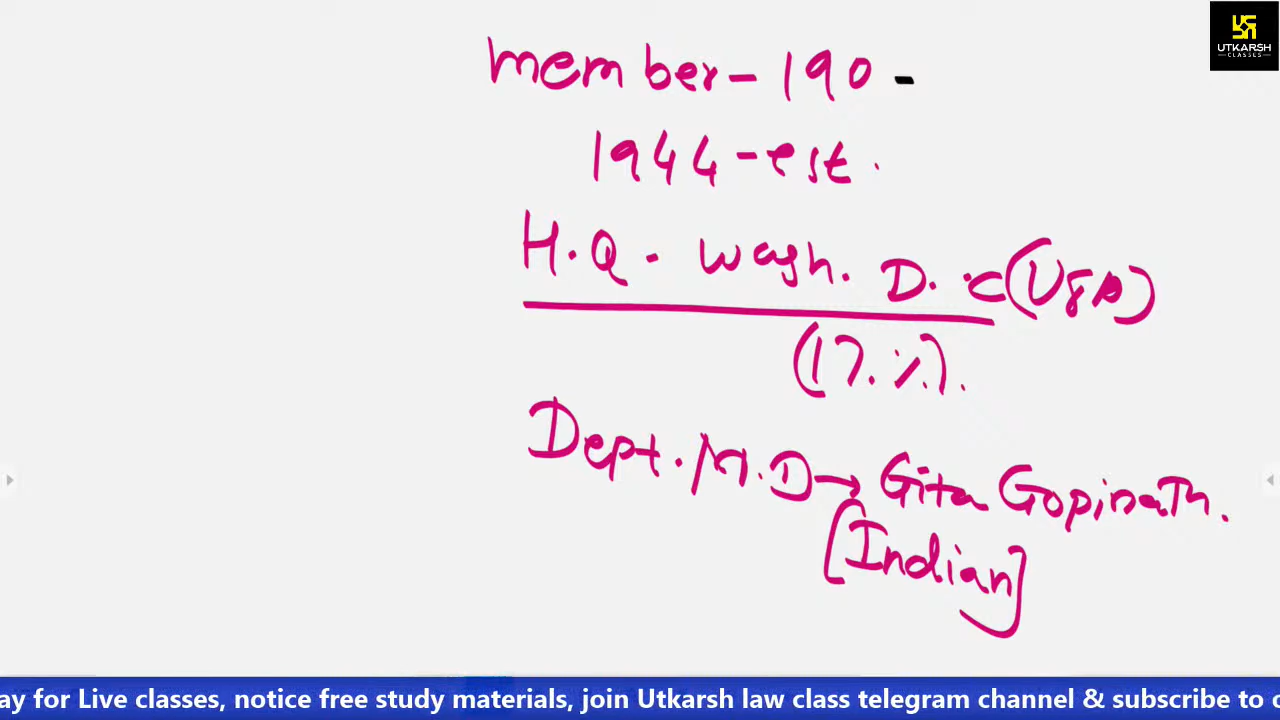 UTKARSH
CLASSES
member - 190 -
1944 - est.
H.Q. wash. D.C (USA)
(17.%).
Dept. M.D → Gita Gopinath.
[Indian]
ay for Live classes, notice free study materials, join Utkarsh law class telegram channel & subscribe to